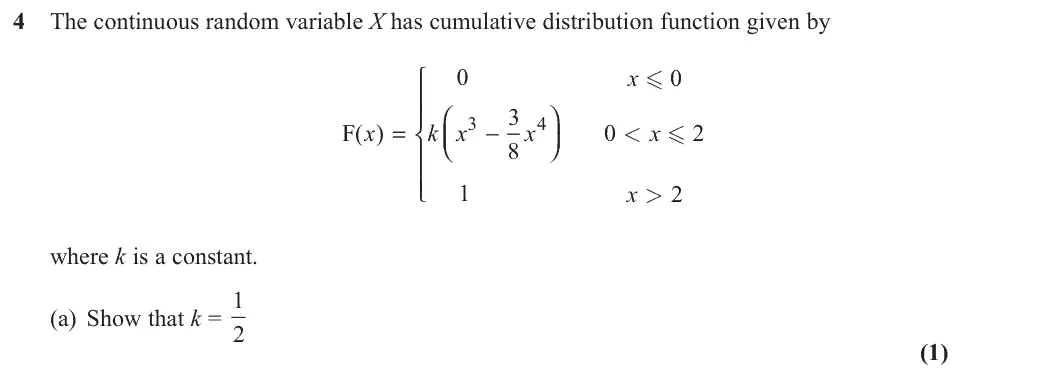 4 The continuous random variable X has cumulative distribution function given by
F(x) = { 0 x ⩽ 0
k(x³ − 3/8 x⁴) 0 < x ⩽ 2
1 x > 2
where k is a constant.
(a) Show that k = 1/2
(1)